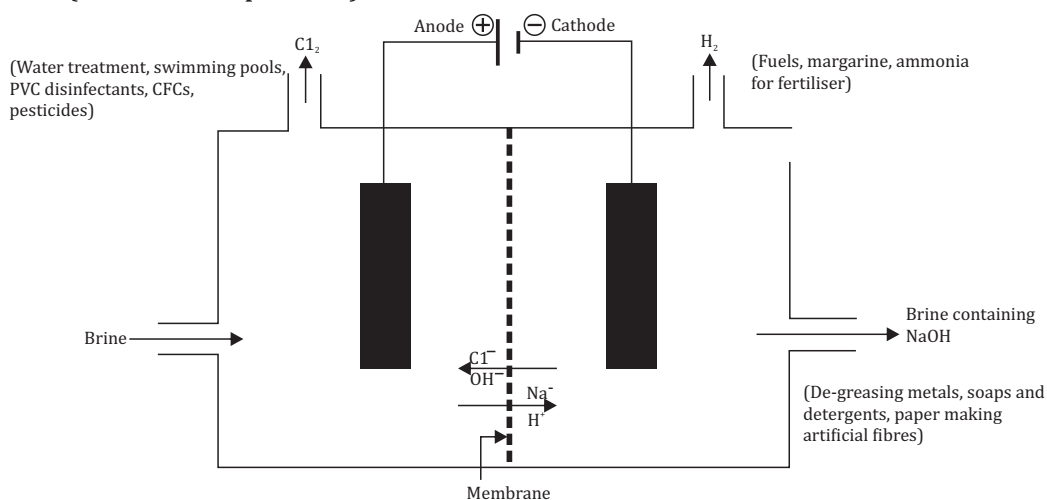 Anode ⊕ ⊖ Cathode
C1₂
(Water treatment, swimming pools,
PVC disinfectants, CFCs,
pesticides)
H₂
(Fuels, margarine, ammonia
for fertiliser)
Brine
Brine containing
NaOH
C1⁻
OH⁻
Na⁻
H⁺
(De-greasing metals, soaps and
detergents, paper making
artificial fibres)
Membrane